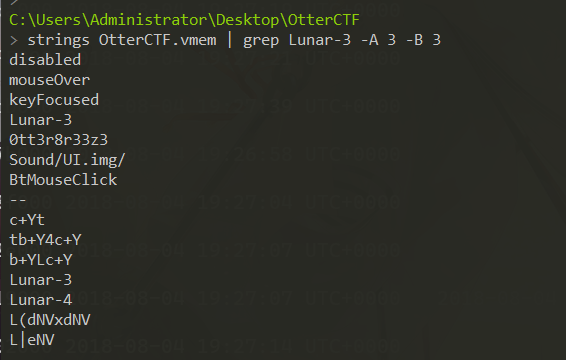 C:\Users\Administrator\Desktop\OtterCTF
> strings OtterCTF.vmem | grep Lunar-3 -A 3 -B 3
disabled
mouseOver
keyFocused
Lunar-3
0tt3r8r33z3
Sound/UI.img/
BtMouseClick
--
c+Yt
tb+Y4c+Y
b+YLc+Y
Lunar-3
Lunar-4
L(dNVxdNV
L|eNV